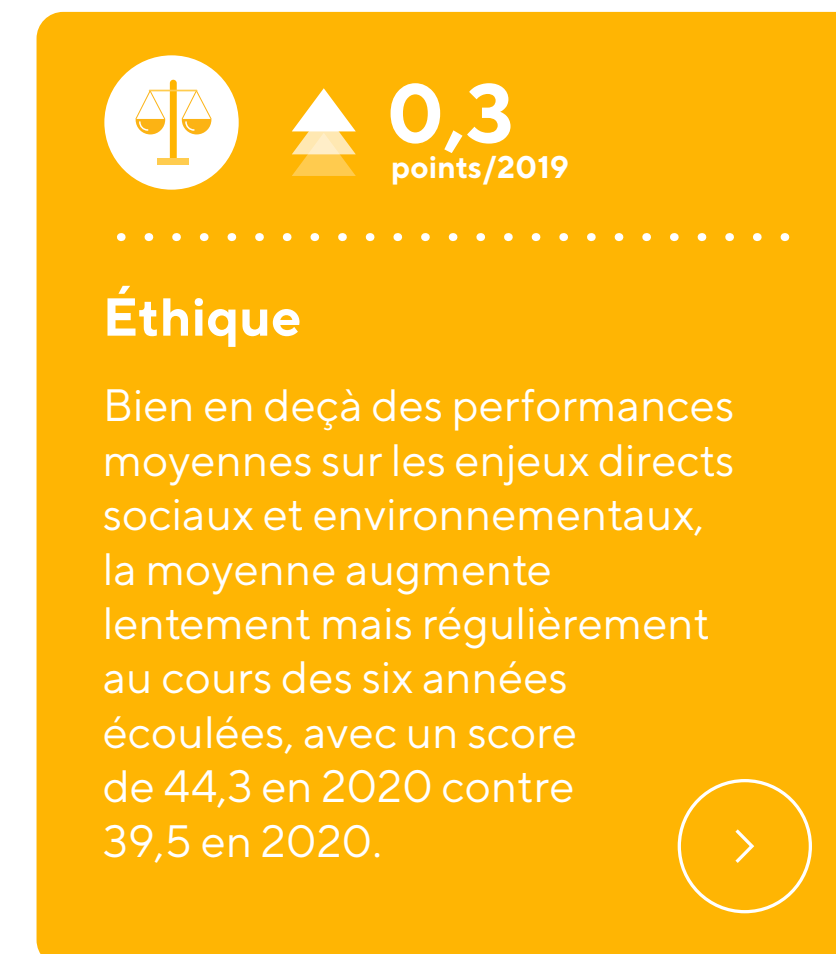 0,3
points/2019
Éthique
Bien en deçà des performances
moyennes sur les enjeux directs
sociaux et environnementaux,
la moyenne augmente
lentement mais régulièrement
au cours des six années
écoulées, avec un score
de 44,3 en 2020 contre
39,5 en 2020.